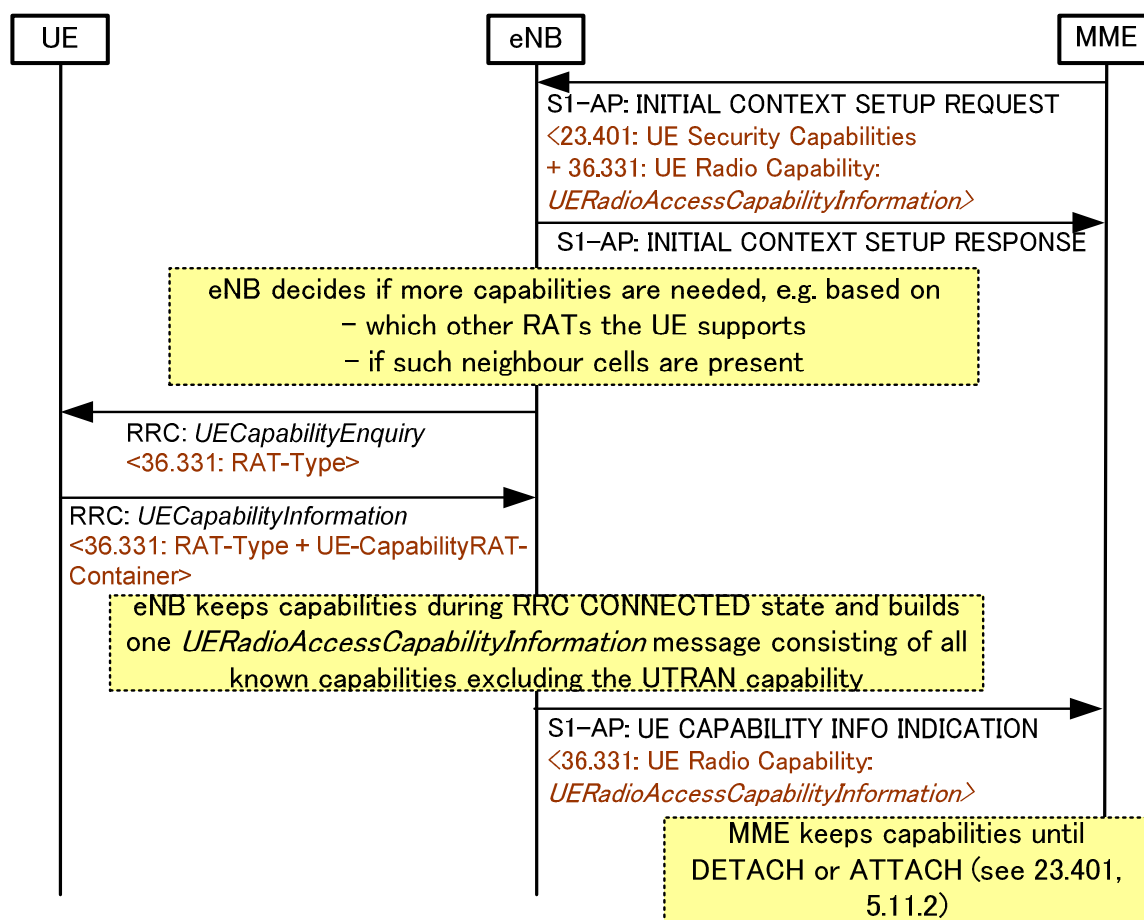 UE
eNB
MME
S1-AP: INITIAL CONTEXT SETUP REQUEST
<23.401: UE Security Capabilities
+ 36.331: UE Radio Capability:
UERadioAccessCapabilityInformation>
S1-AP: INITIAL CONTEXT SETUP RESPONSE
eNB decides if more capabilities are needed, e.g. based on
- which other RATs the UE supports
- if such neighbour cells are present
RRC: UECapabilityEnquiry
<36.331: RAT-Type>
RRC: UECapabilityInformation
<36.331: RAT-Type + UE-CapabilityRAT-
Container>
eNB keeps capabilities during RRC CONNECTED state and builds
one UERadioAccessCapabilityInformation message consisting of all
known capabilities excluding the UTRAN capability
S1-AP: UE CAPABILITY INFO INDICATION
<36.331: UE Radio Capability:
UERadioAccessCapabilityInformation>
MME keeps capabilities until
DETACH or ATTACH (see 23.401,
5.11.2)